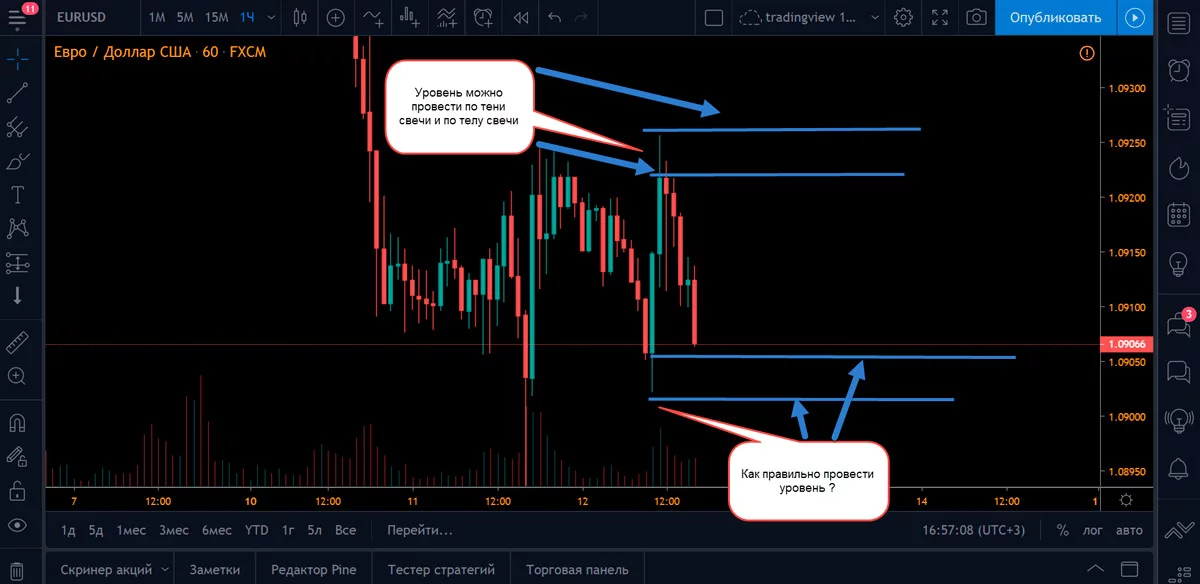 11
EURUSD
1М 5М 15М 1Ч
tradingview 1...
Опубликовать
Евро / Доллар США · 60 · FXCM
Уровень можно
провести по тени
свечи и по телу свечи
1.09300
1.09250
1.09200
1.09150
1.09100
1.09066
1.09050
1.09000
1.08950
3
Как правильно провести
уровень ?
7 12:00 10 12:00 11 12:00 12 12:00 14 12:00 1
1д 5д 1мес 3мес 6мес YTD 1г 5л Все Перейти... 16:57:08 (UTC+3) % лог авто
Скринер акций Заметки Редактор Pine Тестер стратегий Торговая панель